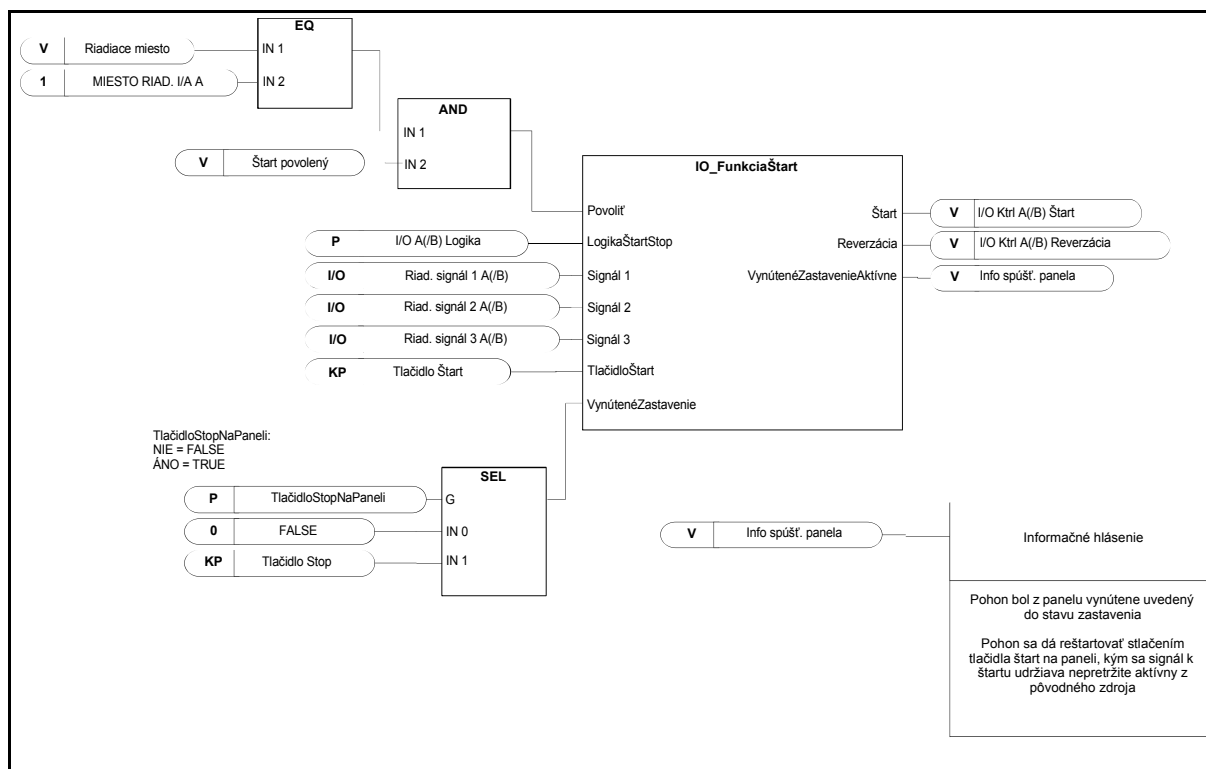 EQ
V Riadiace miesto IN 1
1 MIESTO RIAD. I/A A IN 2
AND
IN 1
V Štart povolený IN 2
IO_FunkciaŠtart
Povoliť
Štart V I/O Ktrl A(/B) Štart
P I/O A(/B) Logika LogikaŠtartStop
Reverzácia V I/O Ktrl A(/B) Reverzácia
I/O Riad. signál 1 A(/B) Signál 1
VynútenéZastavenieAktívne V Info spúšť. panela
I/O Riad. signál 2 A(/B) Signál 2
I/O Riad. signál 3 A(/B) Signál 3
KP Tlačidlo Štart TlačidloŠtart
VynútenéZastavenie
TlačidloStopNaPaneli:
NIE = FALSE
ÁNO = TRUE
SEL
P TlačidloStopNaPaneli G
0 FALSE IN 0
KP Tlačidlo Stop IN 1
V Info spúšť. panela
Informačné hlásenie
Pohon bol z panelu vynútene uvedený
do stavu zastavenia
Pohon sa dá reštartovať stlačením
tlačidla štart na paneli, kým sa signál k
štartu udržiava nepretržite aktívny z
pôvodného zdroja